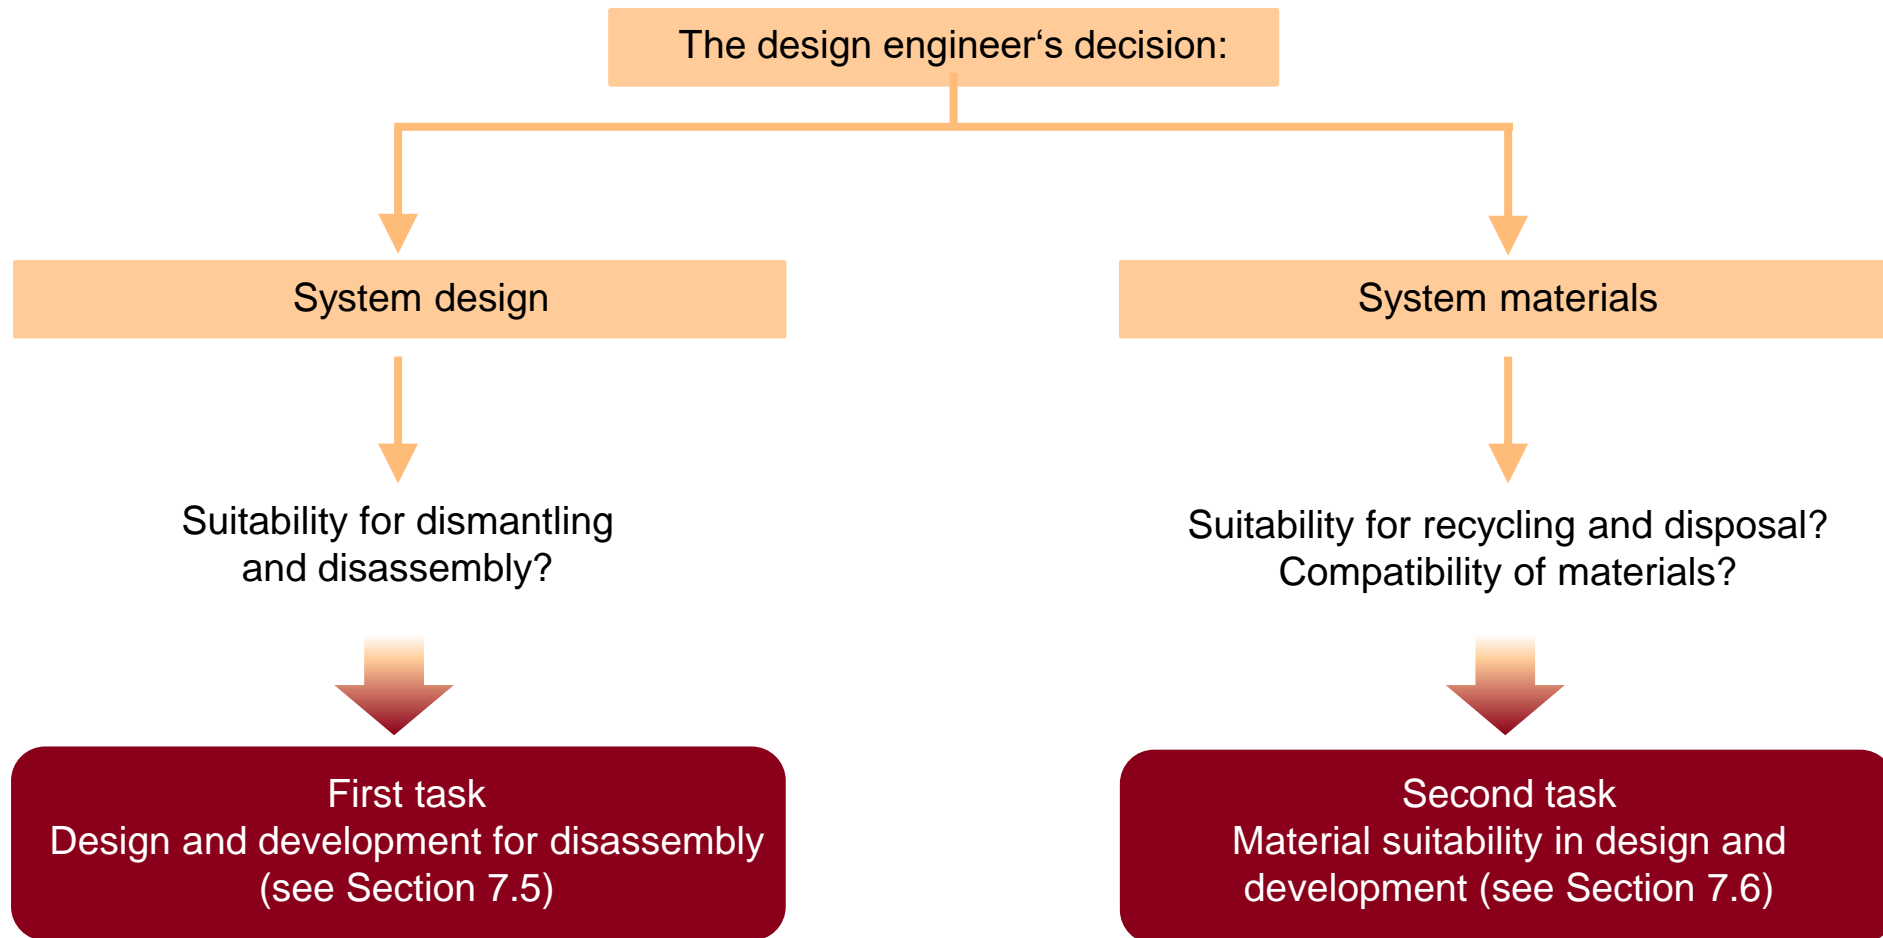 The design engineer‘s decision:
System design
System materials
Suitability for dismantling
and disassembly?
Suitability for recycling and disposal?
Compatibility of materials?
First task
Design and development for disassembly
(see Section 7.5)
Second task
Material suitability in design and
development (see Section 7.6)